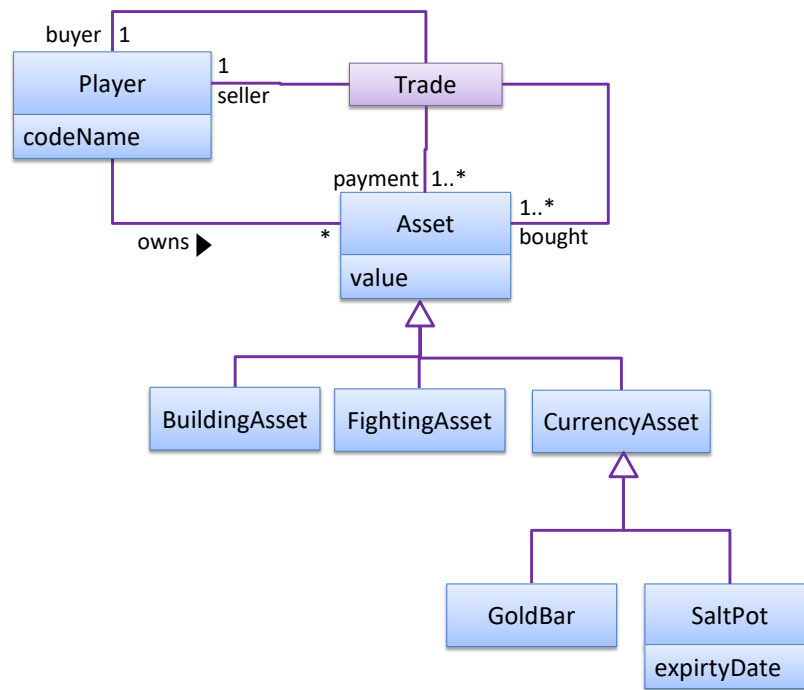 buyer 1
Player
codeName
1
seller
Trade
payment 1..*
owns
*
Asset
value
1..*
bought
BuildingAsset
FightingAsset
CurrencyAsset
GoldBar
SaltPot
expirtyDate